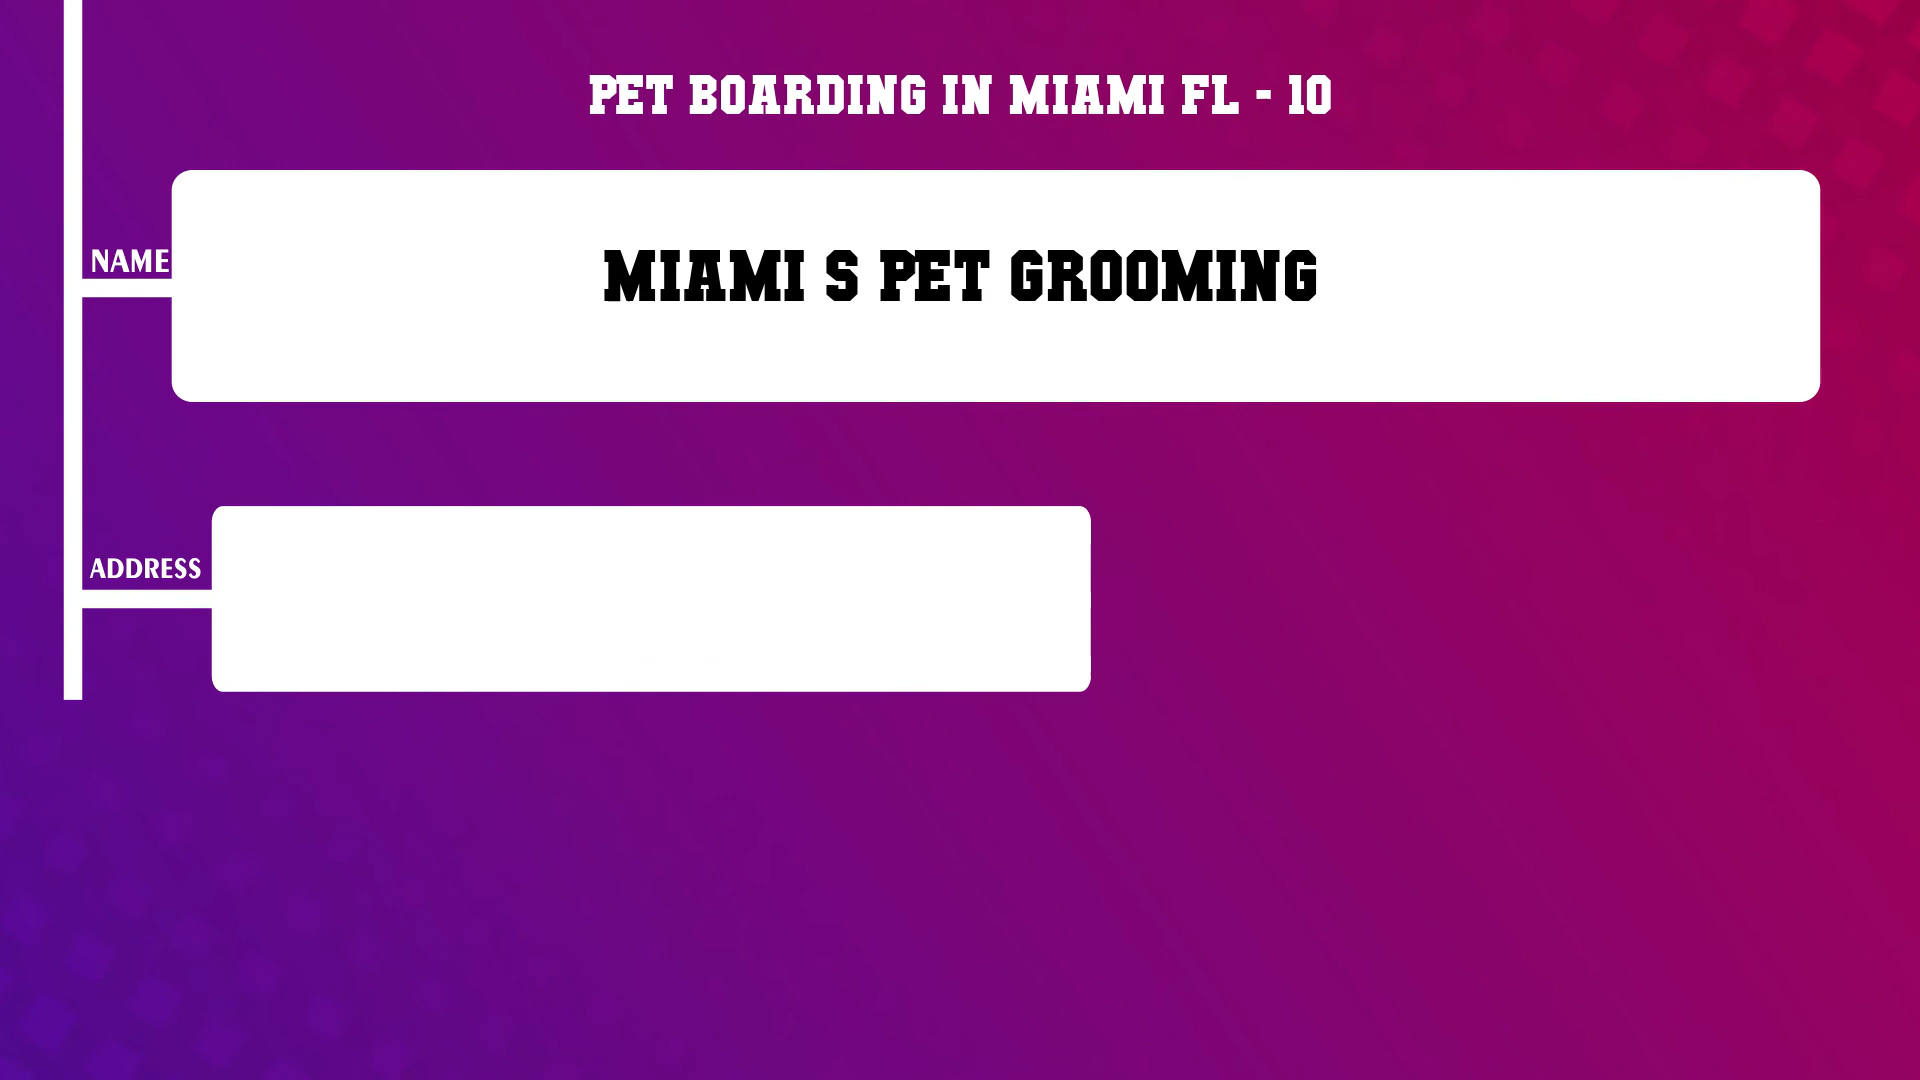 PET BOARDING IN MIAMI FL - 10
NAME
MIAMI S PET GROOMING
ADDRESS